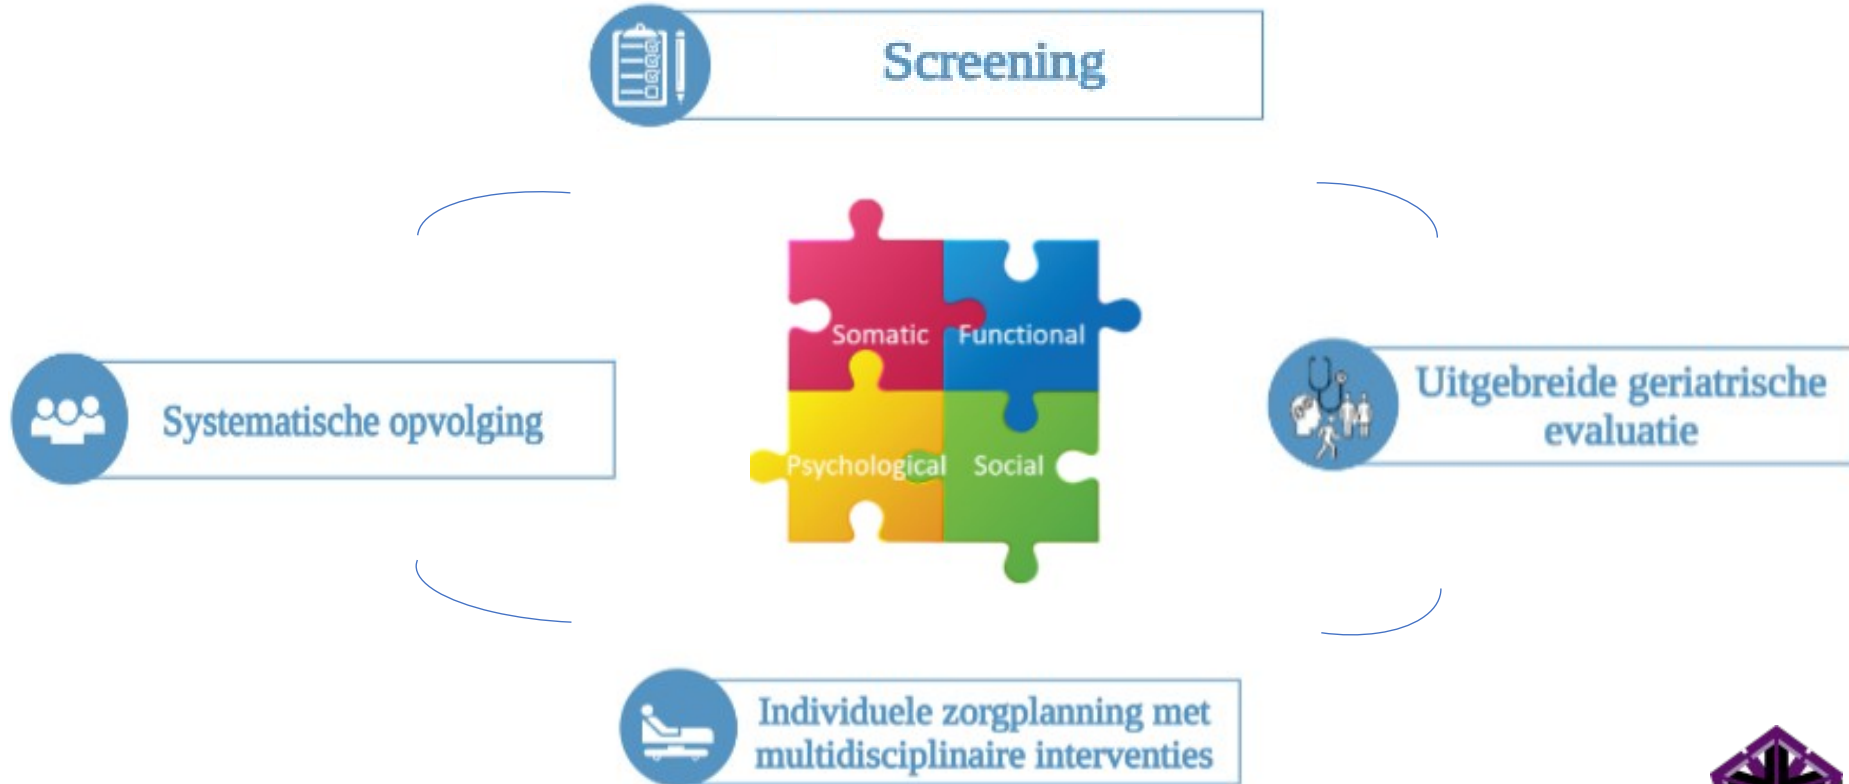 Screening
Somatic
Functional
Systematische opvolging
Uitgebreide geriatrische
evaluatie
Psychological
Social
Individuele zorgplanning met
multidisciplinaire interventies